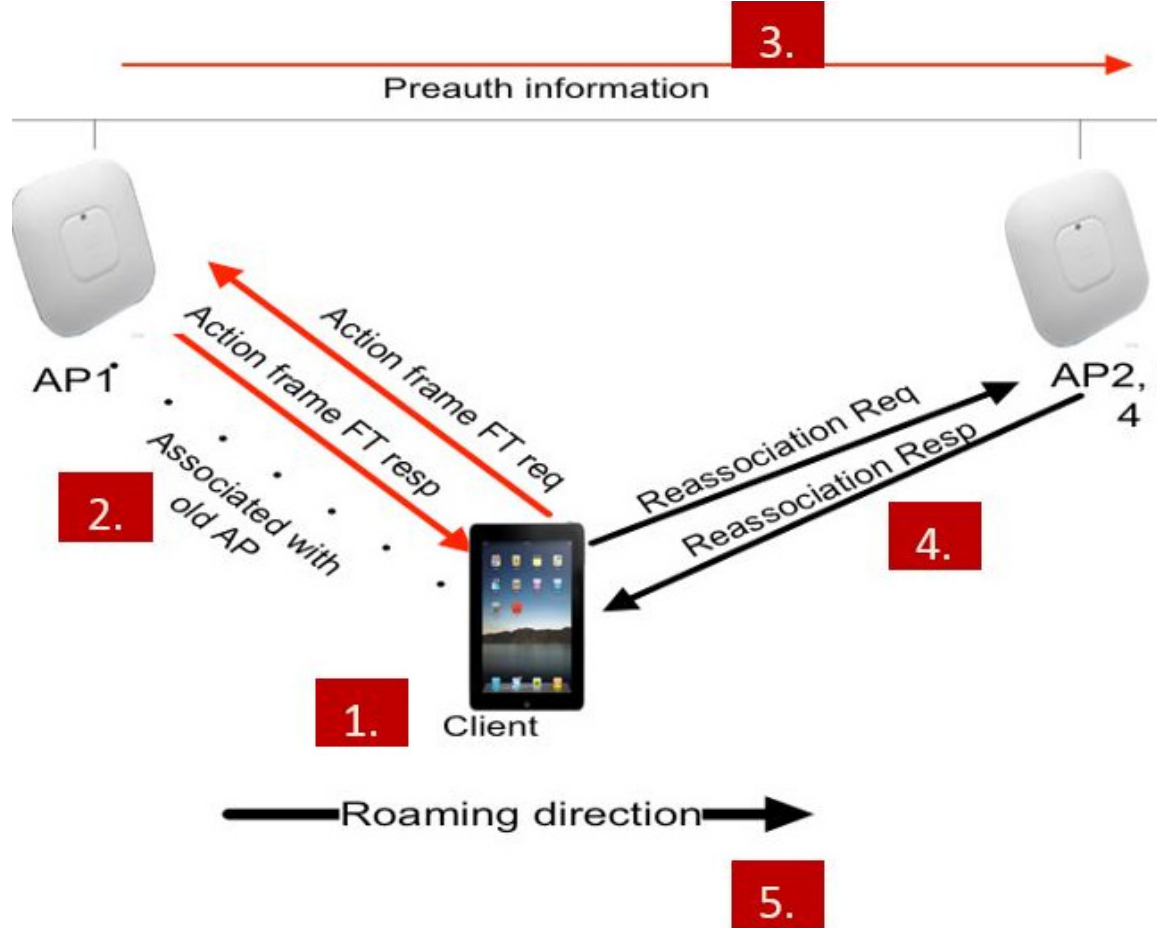 3.
Preauth information
AP1
AP2,
4
Action frame FT req
Action frame FT resp
Associated with
old AP
Reassociation Req
Reassociation Resp
2.
4.
1.
Client
Roaming direction
5.